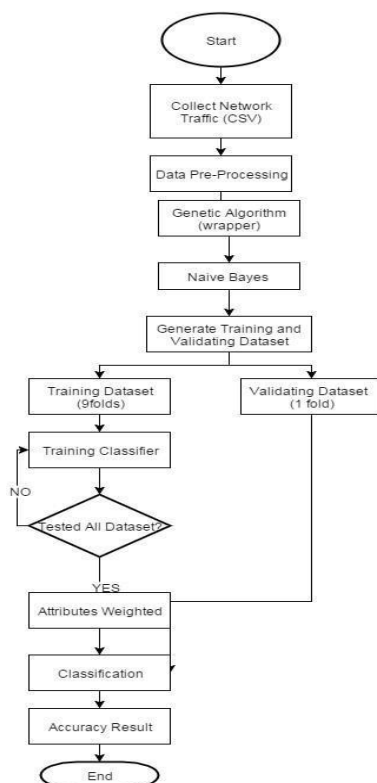 Start
Collect Network
Traffic (CSV)
Data Pre-Processing
Genetic Algorithm
(wrapper)
Naive Bayes
Generate Training and
Validating Dataset
Training Dataset
(9folds)
Validating Dataset
(1 fold)
Training Classifier
NO
Tested All Dataset?
YES
Attributes Weighted
Classification
Accuracy Result
End